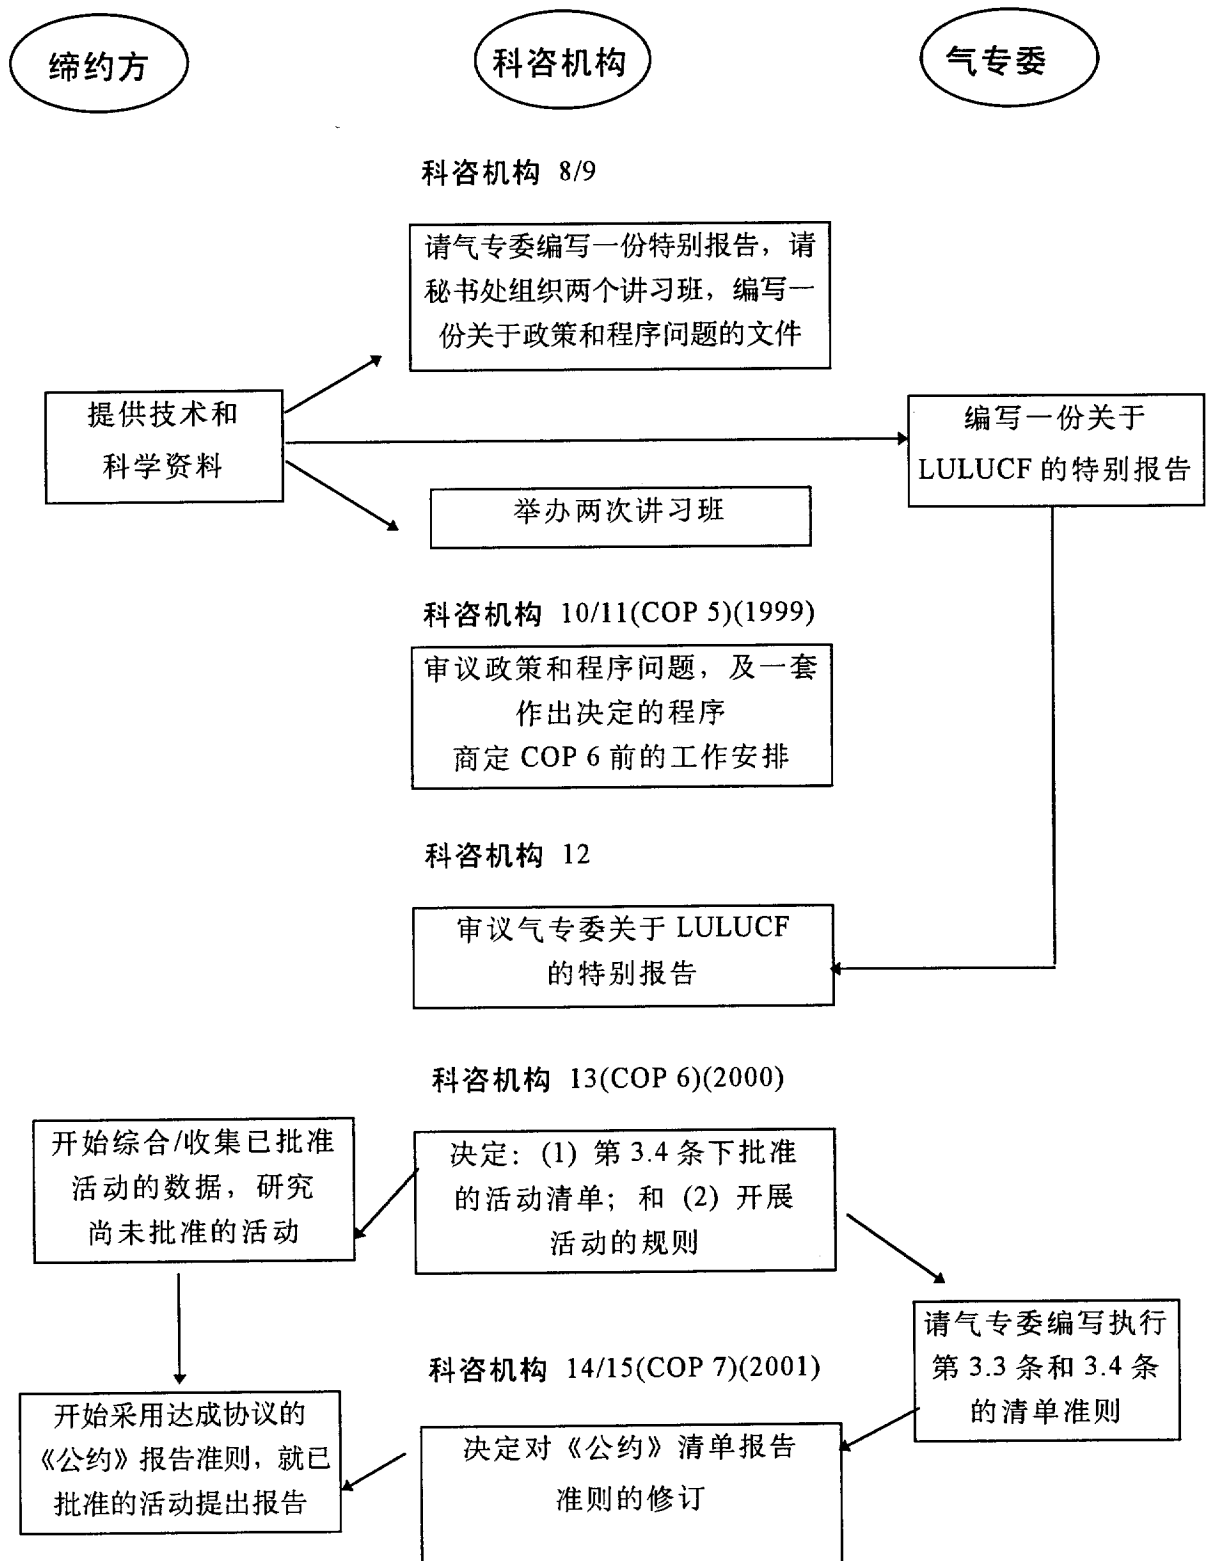 缔约方
科咨机构
气专委
科咨机构 8/9
请气专委编写一份特别报告，请
秘书处组织两个讲习班，编写一
份关于政策和程序问题的文件
提供技术和
科学资料
编写一份关于
LULUCF 的特别报告
举办两次讲习班
科咨机构 10/11(COP 5)(1999)
审议政策和程序问题，及一套
作出决定的程序
商定 COP 6 前的工作安排
科咨机构 12
审议气专委关于 LULUCF
的特别报告
科咨机构 13(COP 6)(2000)
开始综合/收集已批准
活动的数据，研究
尚未批准的活动
决定：(1) 第 3.4 条下批准
的活动清单；和 (2) 开展
活动的规则
请气专委编写执行
第 3.3 条和 3.4 条
的清单准则
科咨机构 14/15(COP 7)(2001)
开始采用达成协议的
《公约》报告准则，就已
批准的活动提出报告
决定对《公约》清单报告
准则的修订